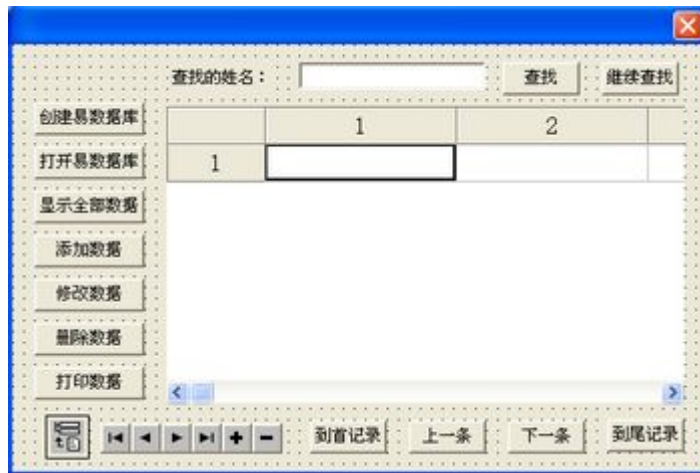 查找的姓名： 查找 继续查找
创建易数据库
打开易数据库
显示全部数据
添加数据
修改数据
删除数据
打印数据
1 2
1
到首记录 上一条 下一条 到尾记录